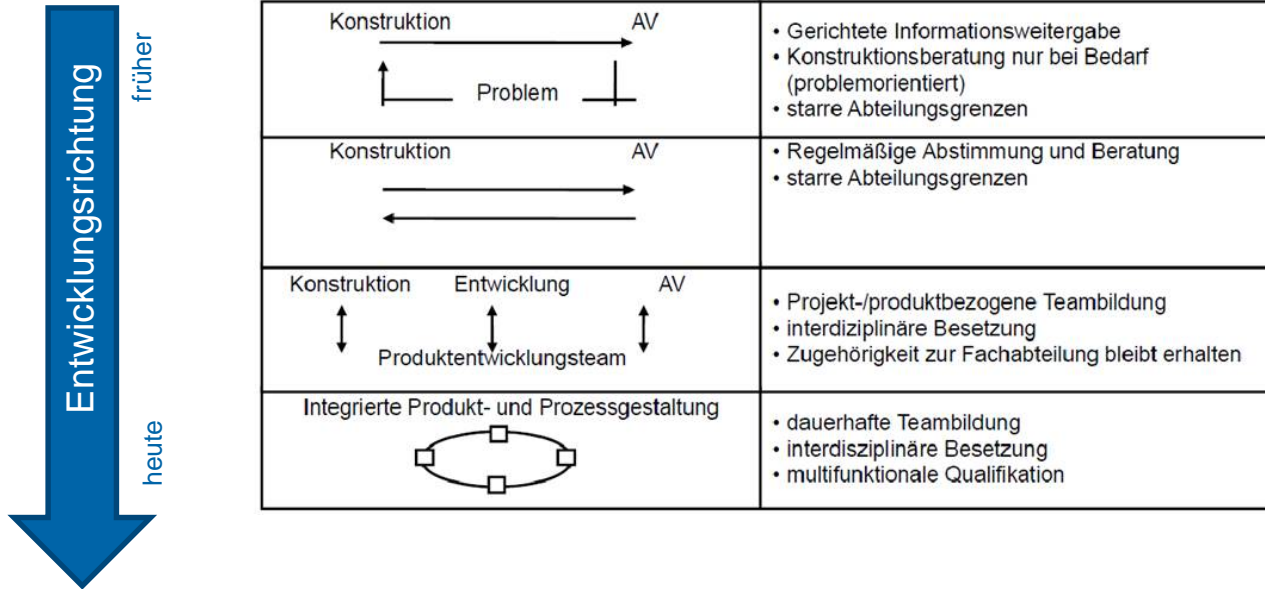 Entwicklungsrichtung
früher
heute
Konstruktion AV
Problem
• Gerichtete Informationsweitergabe
• Konstruktionsberatung nur bei Bedarf
(problemorientiert)
• starre Abteilungsgrenzen
Konstruktion AV
• Regelmäßige Abstimmung und Beratung
• starre Abteilungsgrenzen
Konstruktion Entwicklung AV
Produktentwicklungsteam
• Projekt-/produktbezogene Teambildung
• interdiziplinäre Besetzung
• Zugehörigkeit zur Fachabteilung bleibt erhalten
Integrierte Produkt- und Prozessgestaltung
• dauerhafte Teambildung
• interdisziplinäre Besetzung
• multifunktionale Qualifikation